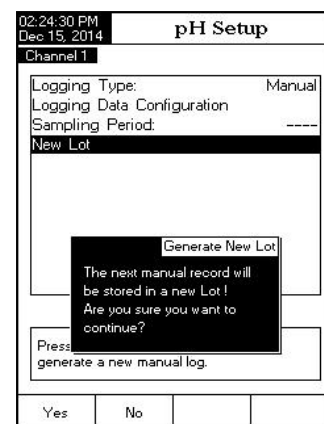 02:24:30 PM
Dec 15, 2014
pH Setup
Channel 1
Logging Type: Manual
Logging Data Configuration
Sampling Period: ----
New Lot
Generate New Lot
The next manual record will
be stored in a new Lot !
Are you sure you want to
continue?
Press
generate a new manual log.
Yes No